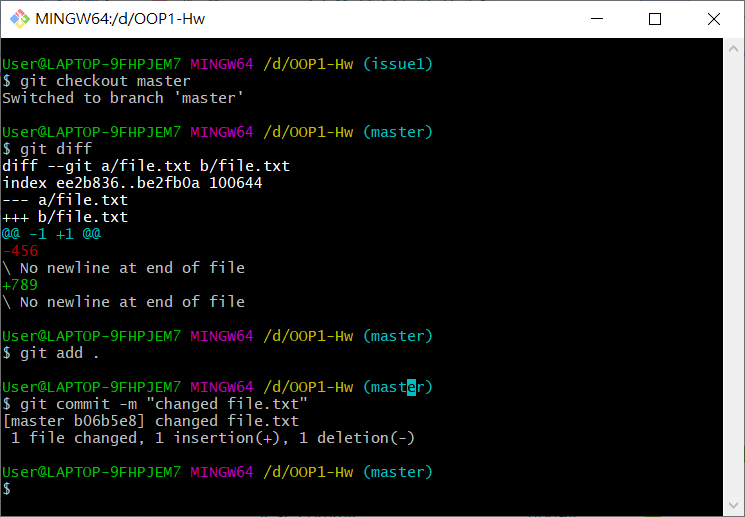 MINGW64:/d/OOP1-Hw
User@LAPTOP-9FHPJEM7 MINGW64 /d/OOP1-Hw (issue1)
$ git checkout master
Switched to branch 'master'
User@LAPTOP-9FHPJEM7 MINGW64 /d/OOP1-Hw (master)
$ git diff
diff --git a/file.txt b/file.txt
index ee2b836..be2fb0a 100644
--- a/file.txt
+++ b/file.txt
@@ -1 +1 @@
-456
\ No newline at end of file
+789
\ No newline at end of file
User@LAPTOP-9FHPJEM7 MINGW64 /d/OOP1-Hw (master)
$ git add .
User@LAPTOP-9FHPJEM7 MINGW64 /d/OOP1-Hw (master)
$ git commit -m "changed file.txt"
[master b06b5e8] changed file.txt
 1 file changed, 1 insertion(+), 1 deletion(-)
User@LAPTOP-9FHPJEM7 MINGW64 /d/OOP1-Hw (master)
$